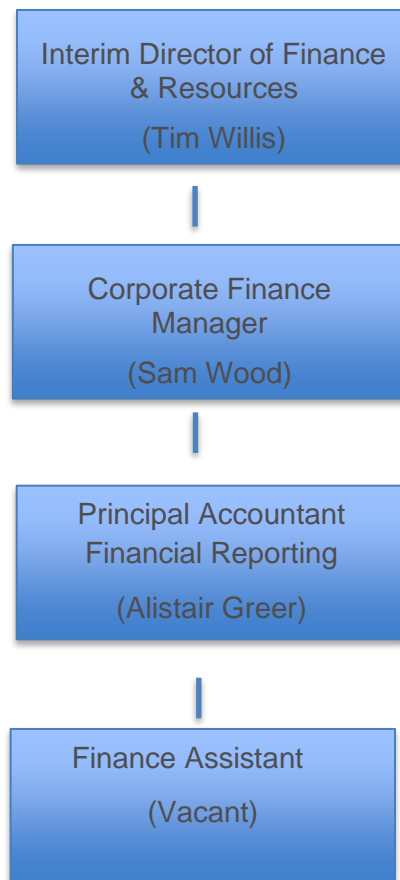 Interim Director of Finance
& Resources
(Tim Willis)
Corporate Finance
Manager
(Sam Wood)
Principal Accountant
Financial Reporting
(Alistair Greer)
Finance Assistant
(Vacant)